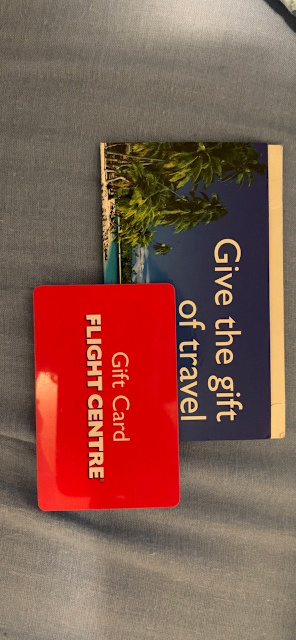 Give the gift
of travel
Gift Card
FLIGHT CENTRE